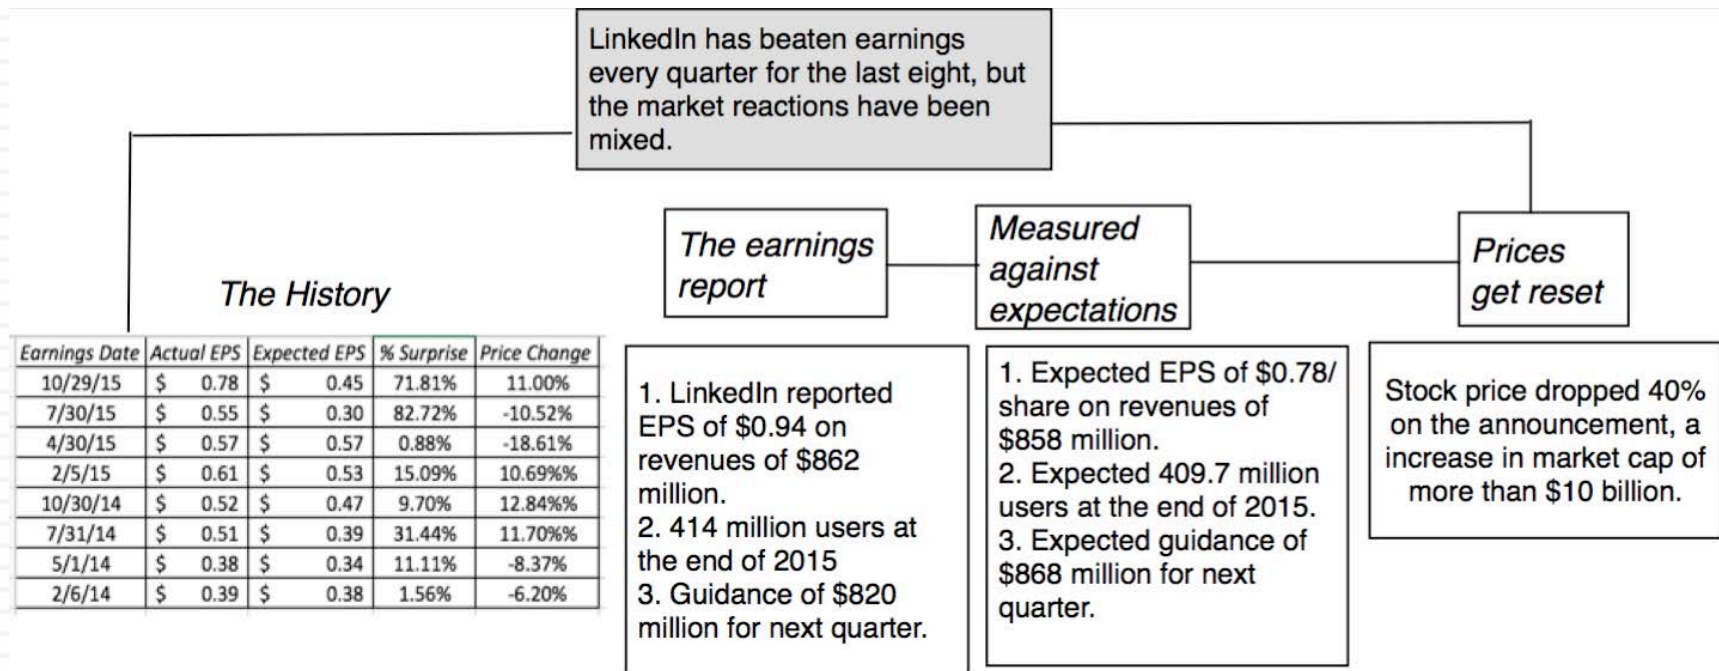 LinkedIn has beaten earnings
every quarter for the last eight, but
the market reactions have been
mixed.
The History
Earnings Date Actual EPS Expected EPS % Surprise Price Change
10/29/15 $ 0.78 $ 0.45 71.81% 11.00%
7/30/15 $ 0.55 $ 0.30 82.72% -10.52%
4/30/15 $ 0.57 $ 0.57 0.88% -18.61%
2/5/15 $ 0.61 $ 0.53 15.09% 10.69%%
10/30/14 $ 0.52 $ 0.47 9.70% 12.84%%
7/31/14 $ 0.51 $ 0.39 31.44% 11.70%%
5/1/14 $ 0.38 $ 0.34 11.11% -8.37%
2/6/14 $ 0.39 $ 0.38 1.56% -6.20%
The earnings
report
1. LinkedIn reported
EPS of $0.94 on
revenues of $862
million.
2. 414 million users at
the end of 2015
3. Guidance of $820
million for next quarter.
Measured
against
expectations
1. Expected EPS of $0.78/
share on revenues of
$858 million.
2. Expected 409.7 million
users at the end of 2015.
3. Expected guidance of
$868 million for next
quarter.
Prices
get reset
Stock price dropped 40%
on the announcement, a
increase in market cap of
more than $10 billion.